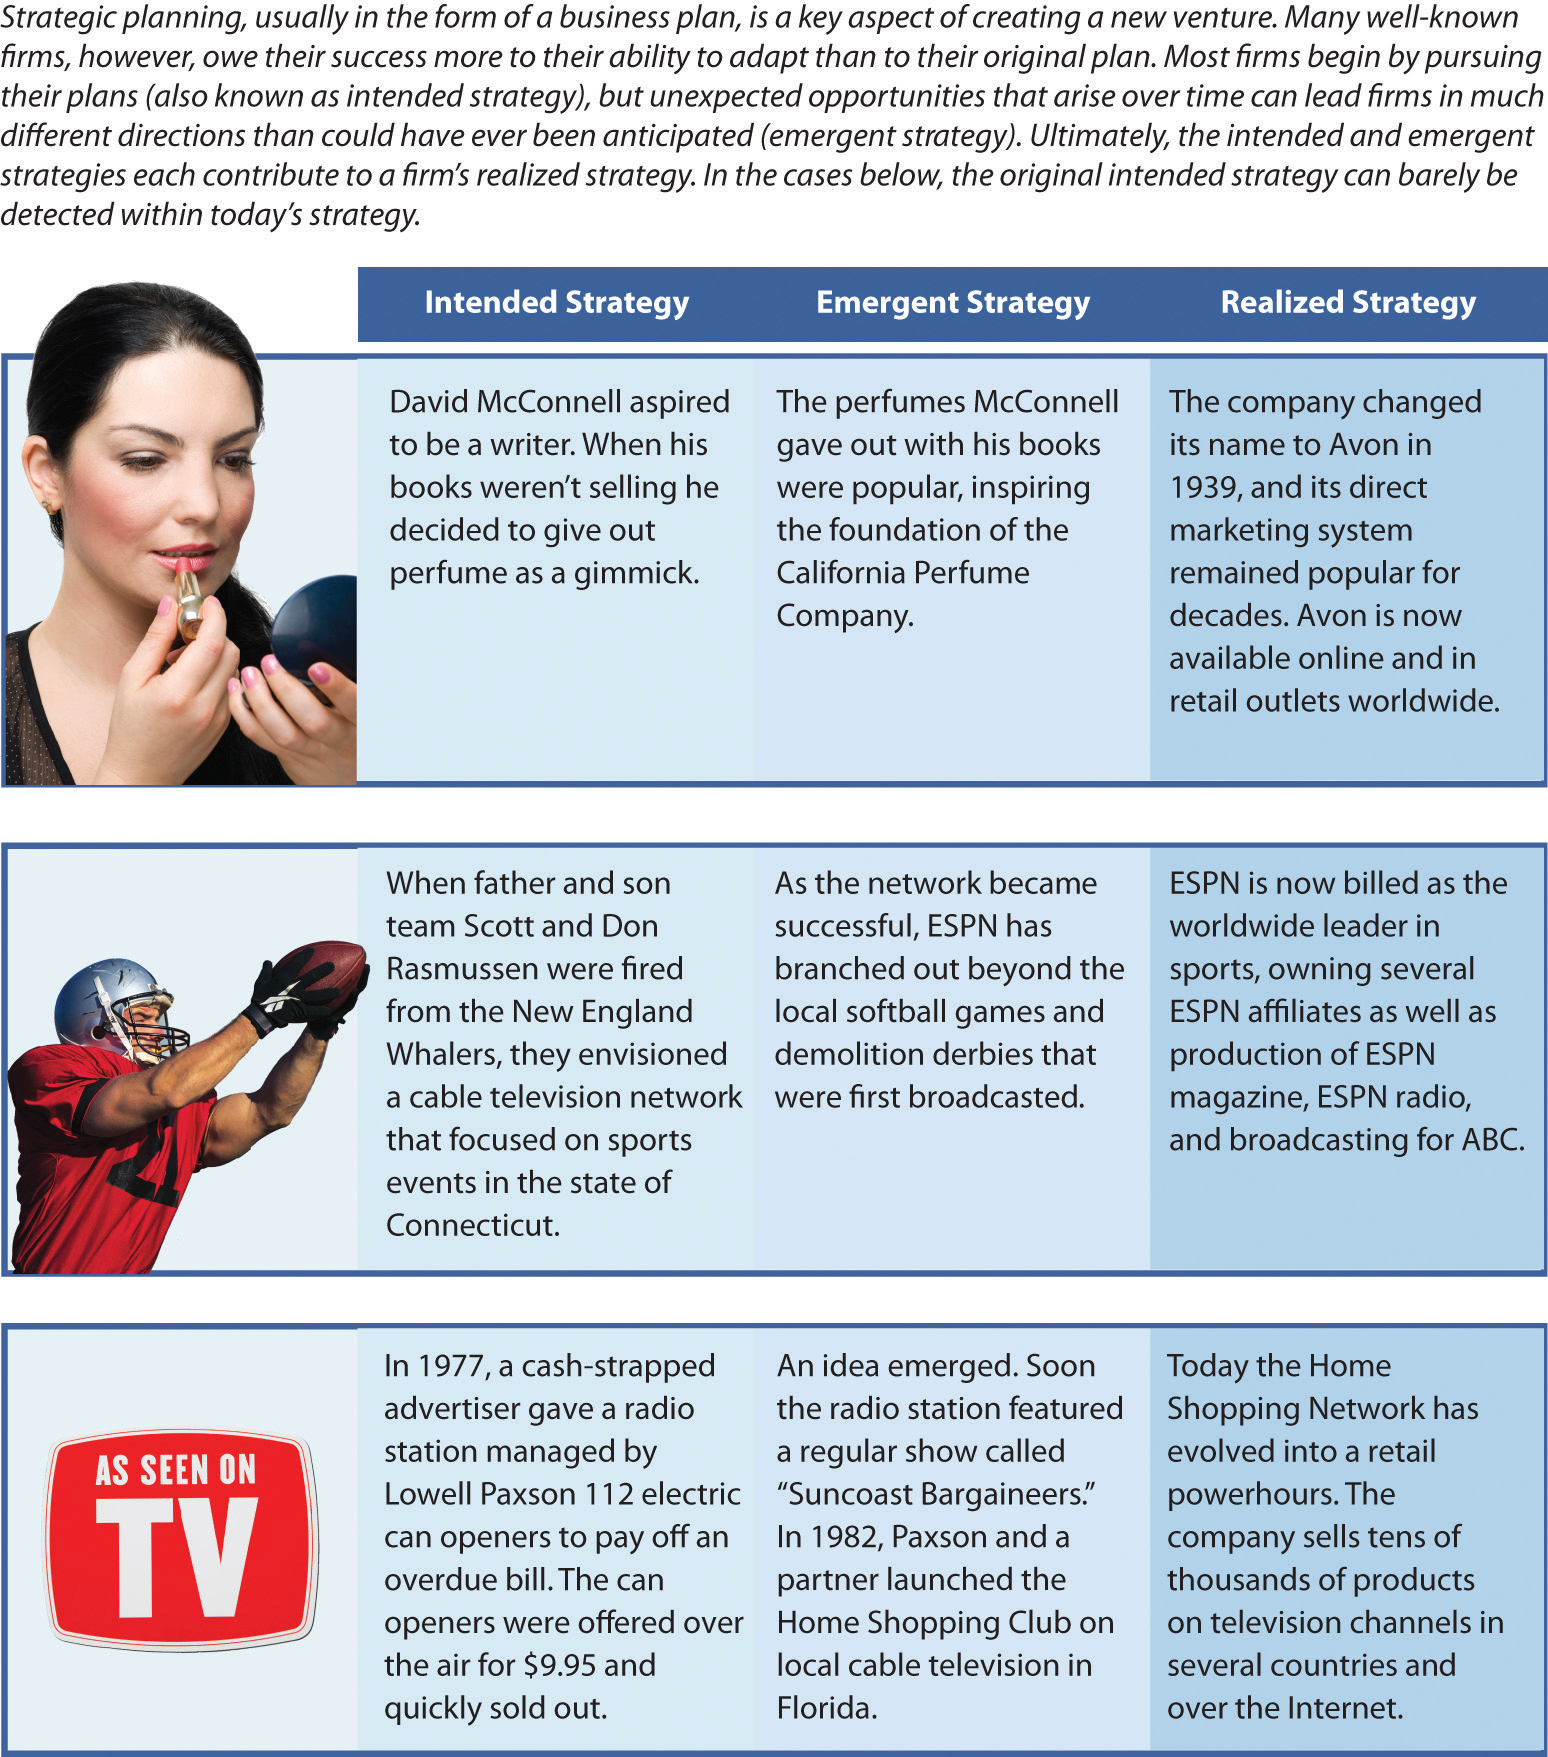 Strategic planning, usually in the form of a business plan, is a key aspect of creating a new venture. Many well-known
firms, however, owe their success more to their ability to adapt than to their original plan. Most firms begin by pursuing
their plans (also known as intended strategy), but unexpected opportunities that arise over time can lead firms in much
different directions than could have ever been anticipated (emergent strategy). Ultimately, the intended and emergent
strategies each contribute to a firm's realized strategy. In the cases below, the original intended strategy can barely be
detected within today's strategy.
Intended Strategy
Emergent Strategy
Realized Strategy
David McConnell aspired
to be a writer. When his
books weren't selling he
decided to give out
perfume as a gimmick.
The perfumes McConnell
gave out with his books
were popular, inspiring
the foundation of the
California Perfume
Company.
The company changed
its name to Avon in
1939, and its direct
marketing system
remained popular for
decades. Avon is now
available online and in
retail outlets worldwide.
When father and son
team Scott and Don
Rasmussen were fired
from the New England
Whalers, they envisioned
a cable television network
that focused on sports
events in the state of
Connecticut.
As the network became
successful, ESPN has
branched out beyond the
local softball games and
demolition derbies that
were first broadcasted.
ESPN is now billed as the
worldwide leader in
sports, owning several
ESPN affiliates as well as
production of ESPN
magazine, ESPN radio,
and broadcasting for ABC.
AS SEEN ON
TV
In 1977, a cash-strapped
advertiser gave a radio
station managed by
Lowell Paxson 112 electric
can openers to pay off an
overdue bill. The can
openers were offered over
the air for $9.95 and
quickly sold out.
An idea emerged. Soon
the radio station featured
a regular show called
"Suncoast Bargaineers."
In 1982, Paxson and a
partner launched the
Home Shopping Club on
local cable television in
Florida.
Today the Home
Shopping Network has
evolved into a retail
powerhours. The
company sells tens of
thousands of products
on television channels in
several countries and
over the Internet.